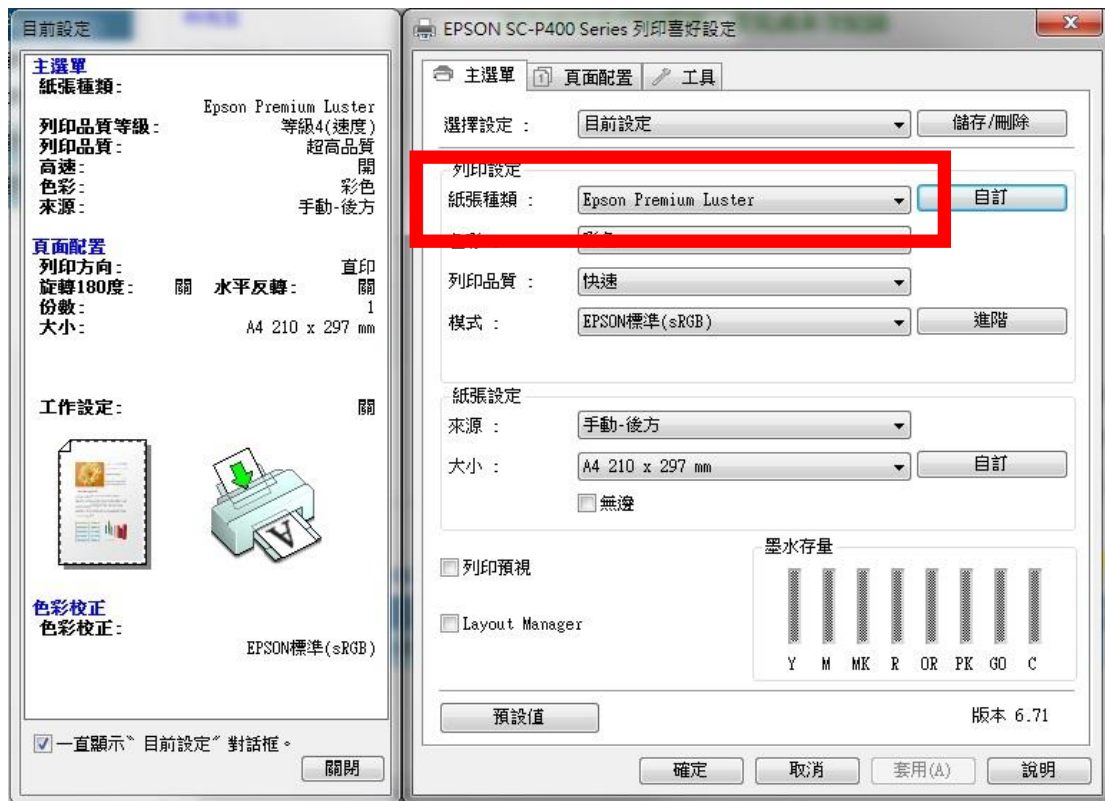 目前設定
主選單
紙張種類:
Epson Premium Luster
列印品質等級: 等級4(速度)
列印品質: 超高品質
高速: 開
色彩: 彩色
來源: 手動-後方
頁面配置
列印方向: 直印
旋轉180度: 關 水平反轉: 關
份數: 1
大小: A4 210 x 297 mm
工作設定: 關
色彩校正
色彩校正:
EPSON標準(sRGB)
一直顯示〝目前設定〞對話框。
關閉
EPSON SC-P400 Series 列印喜好設定
主選單 頁面配置 工具
選擇設定 : 目前設定 儲存/刪除
列印設定
紙張種類 : Epson Premium Luster 自訂
列印品質 : 快速
模式 : EPSON標準(sRGB) 進階
紙張設定
來源 : 手動-後方
大小 : A4 210 x 297 mm 自訂
無邊
列印預視
Layout Manager
墨水存量
Y M MK R OR PK GO C
預設值 版本 6.71
確定 取消 套用(A) 說明